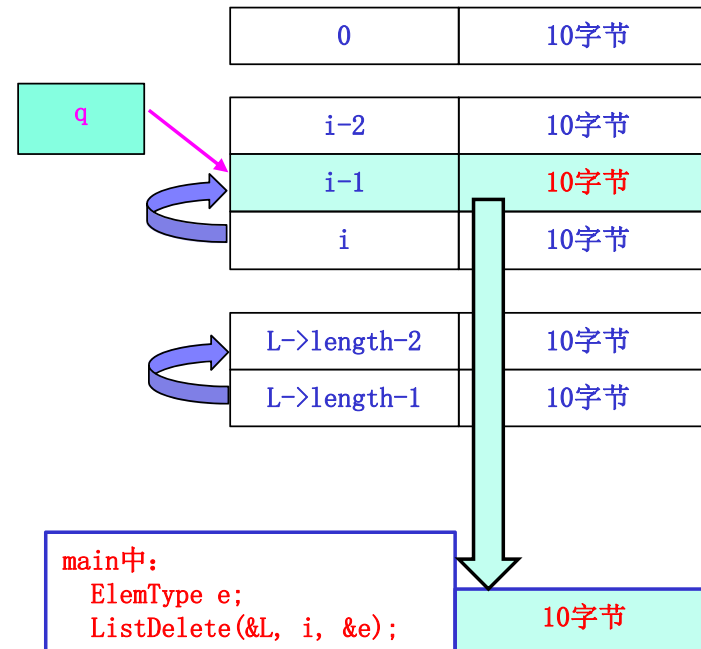 0 10字节
q
i-2 10字节
i-1 10字节
i 10字节
L->length-2 10字节
L->length-1 10字节
main中:
ElemType e;
ListDelete(&L, i, &e);
10字节